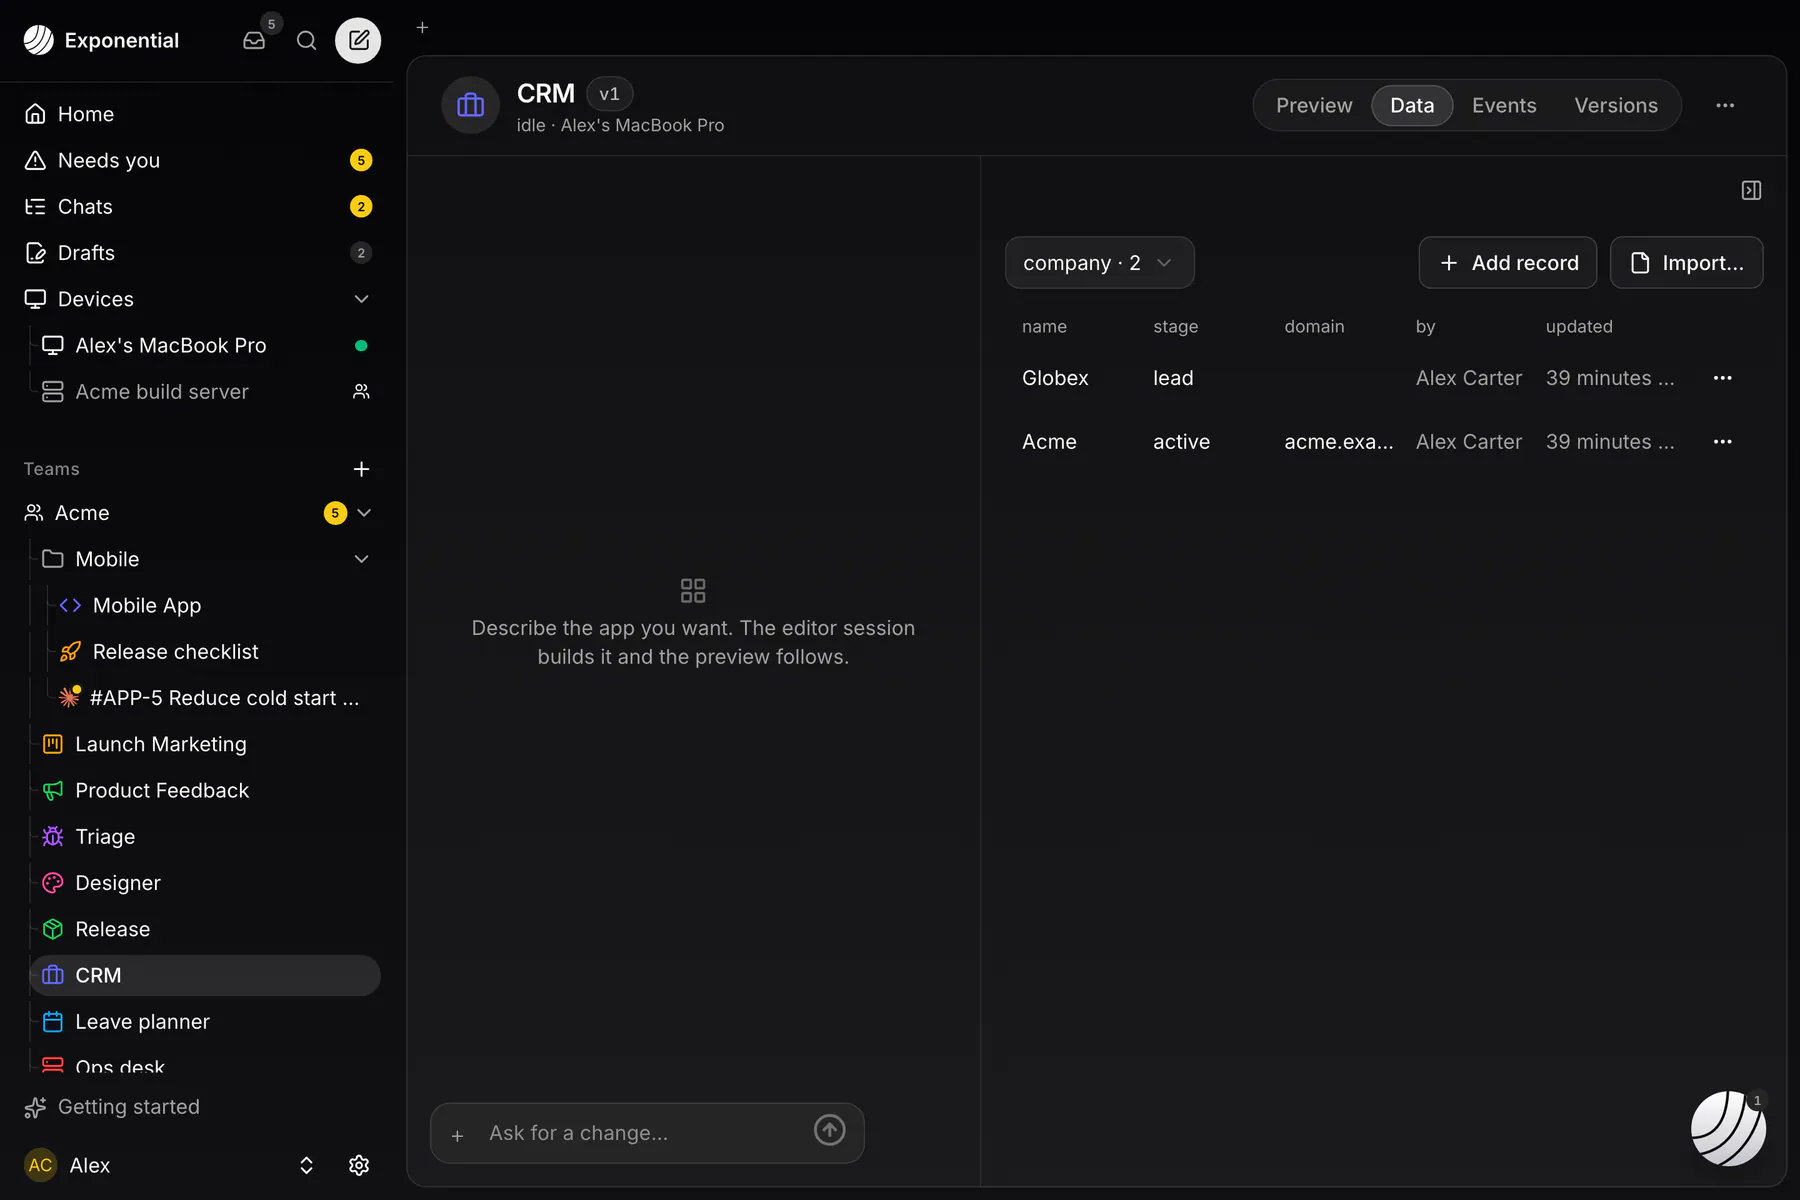 Exponential
5
Home
Needs you
5
Chats
2
Drafts
2
Devices
Alex's MacBook Pro
Acme build server
Teams
Acme
5
Mobile
Mobile App
Release checklist
#APP-5 Reduce cold start ...
Launch Marketing
Product Feedback
Triage
Designer
Release
CRM
Leave planner
Ops desk
Getting started
AC Alex
CRM v1
idle · Alex's MacBook Pro
Preview Data Events Versions
Describe the app you want. The editor session
builds it and the preview follows.
Ask for a change...
company · 2
Add record
Import...
name stage domain by updated
Globex lead Alex Carter 39 minutes ...
Acme active acme.exa... Alex Carter 39 minutes ...
1